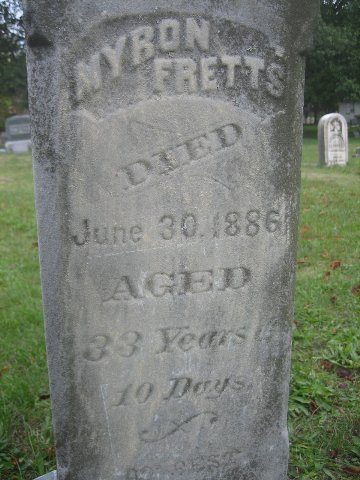 MYRON
FRETTS
DIED
June 30. 1886
AGED
33 Years &
10 Days.